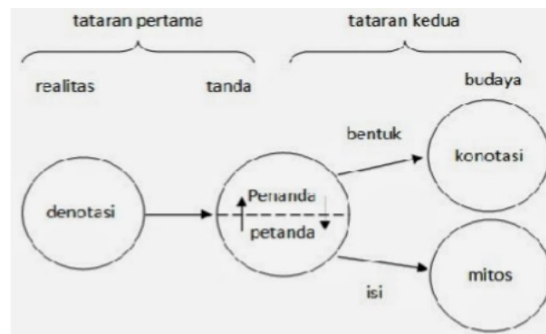 tataran pertama
tataran kedua
realitas
tanda
budaya
bentuk
konotasi
denotasi
Penanda
petanda
isi
mitos